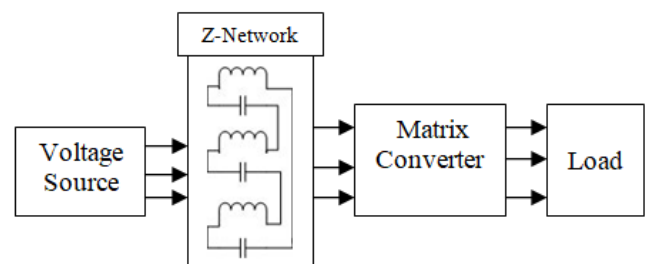 Z-Network
Voltage
Source
Matrix
Converter
Load